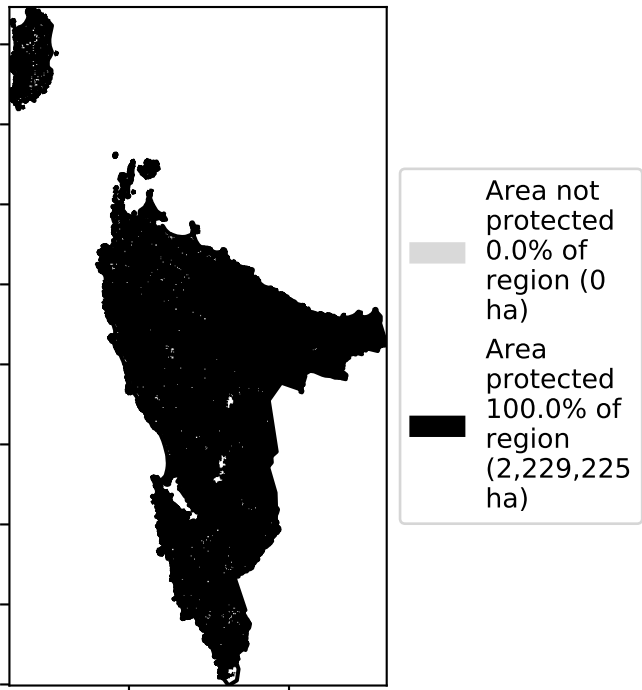 Area not
protected
0.0% of
region (0
ha)
Area
protected
100.0% of
region
(2,229,225
ha)